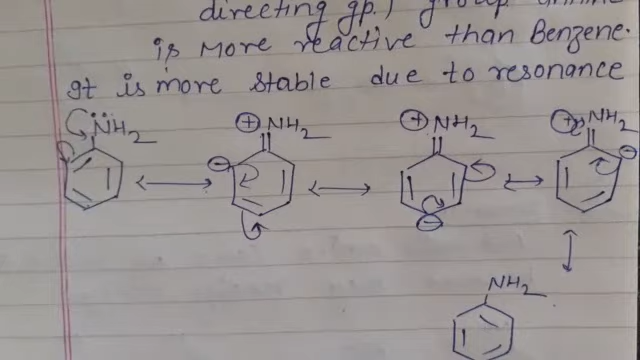 directing gp.) group
is more reactive than Benzene.
It is more stable due to resonance
NH2 ⊕ NH2 ⊕ NH2 ⊕ NH2
⊖ ⊖
⊖
NH2